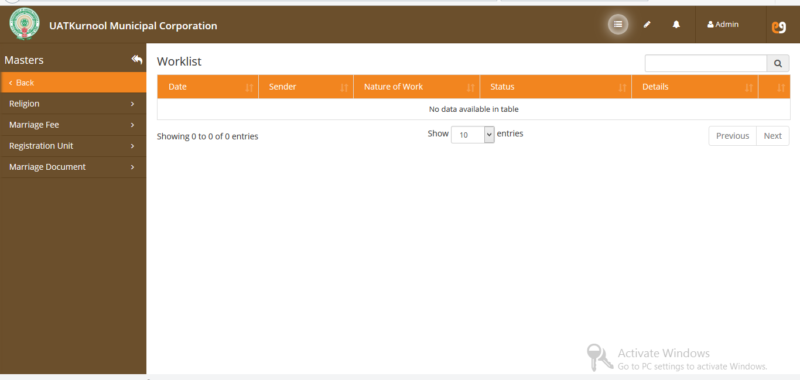 UATKurnool Municipal Corporation
Admin
eg
Masters
Back
Religion
Marriage Fee
Registration Unit
Marriage Document
Worklist
Date Sender Nature of Work Status Details
No data available in table
Showing 0 to 0 of 0 entries
Show 10 entries
Previous Next
Activate Windows
Go to PC settings to activate Windows.